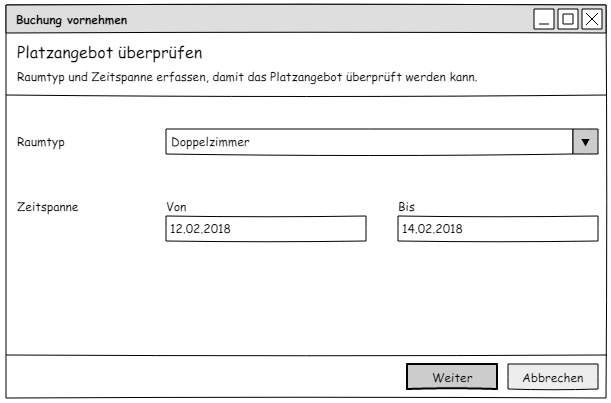 Buchung vornehmen
Platzangebot überprüfen
Raumtyp und Zeitspanne erfassen, damit das Platzangebot überprüft werden kann.
Raumtyp Doppelzimmer
Zeitspanne Von Bis
12.02.2018 14.02.2018
Weiter Abbrechen